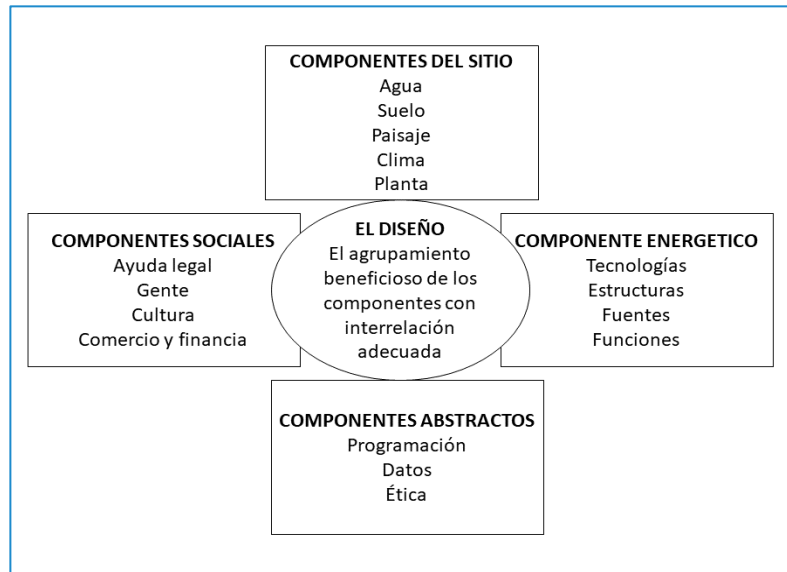 COMPONENTES DEL SITIO
Agua
Suelo
Paisaje
Clima
Planta
COMPONENTES SOCIALES
Ayuda legal
Gente
Cultura
Comercio y financia
EL DISEÑO
El agrupamiento
beneficioso de los
componentes con
interrelación
adecuada
COMPONENTE ENERGETICO
Tecnologías
Estructuras
Fuentes
Funciones
COMPONENTES ABSTRACTOS
Programación
Datos
Ética